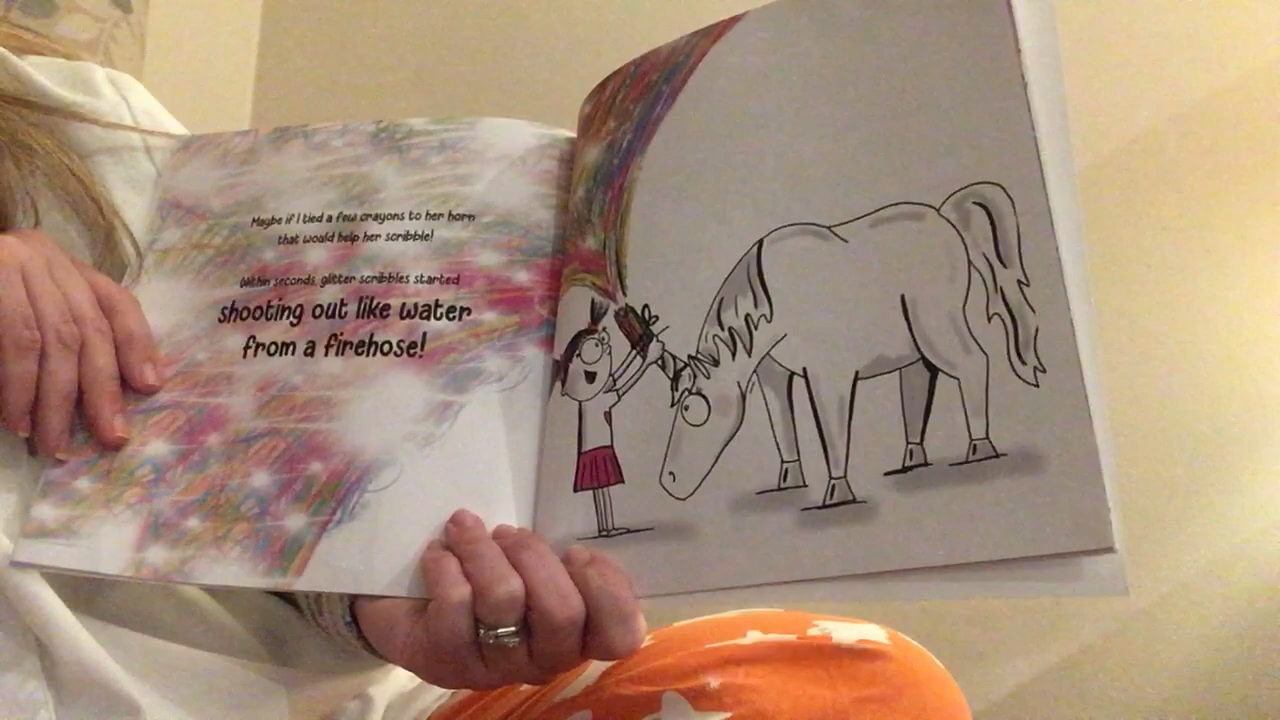 Maybe if I tied a few crayons to her horn
that would help her scribble!
Within seconds, glitter scribbles started
shooting out like water
from a firehose!